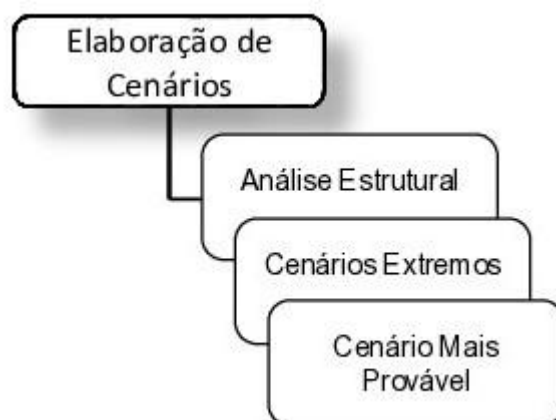 Elaboração de
Cenários
Análise Estrutural
Cenários Extremos
Cenário Mais
Provável